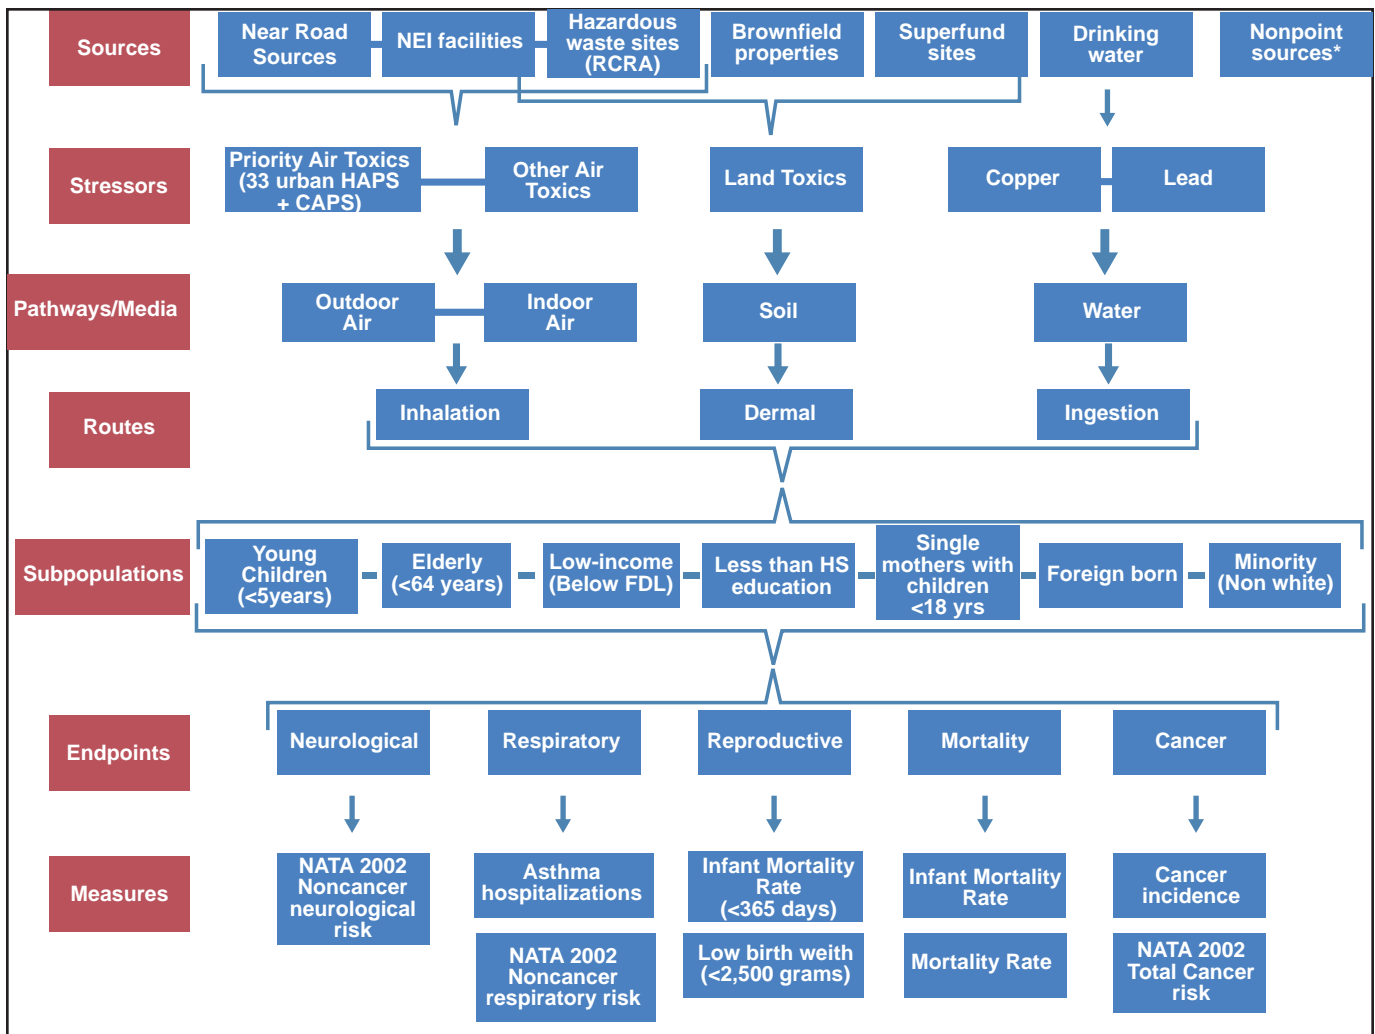 Sources
Near Road
Sources
NEI facilities
Hazardous
waste sites
(RCRA)
Brownfield
properties
Superfund
sites
Drinking
water
Nonpoint
sources*
Stressors
Priority Air Toxics
(33 urban HAPS
+ CAPS)
Other Air
Toxics
Land Toxics
Copper
Lead
Pathways/Media
Outdoor
Air
Indoor
Air
Soil
Water
Routes
Inhalation
Dermal
Ingestion
Subpopulations
Young
Children
(<5years)
Elderly
(<64 years)
Low-income
(Below FDL)
Less than HS
education
Single
mothers with
children
<18 yrs
Foreign born
Minority
(Non white)
Endpoints
Neurological
Respiratory
Reproductive
Mortality
Cancer
Measures
NATA 2002
Noncancer
neurological
risk
Asthma
hospitalizations
Infant Mortality
Rate
(<365 days)
Infant Mortality
Rate
Cancer
incidence
NATA 2002
Noncancer
respiratory risk
Low birth weith
(<2,500 grams)
Mortality Rate
NATA 2002
Total Cancer
risk